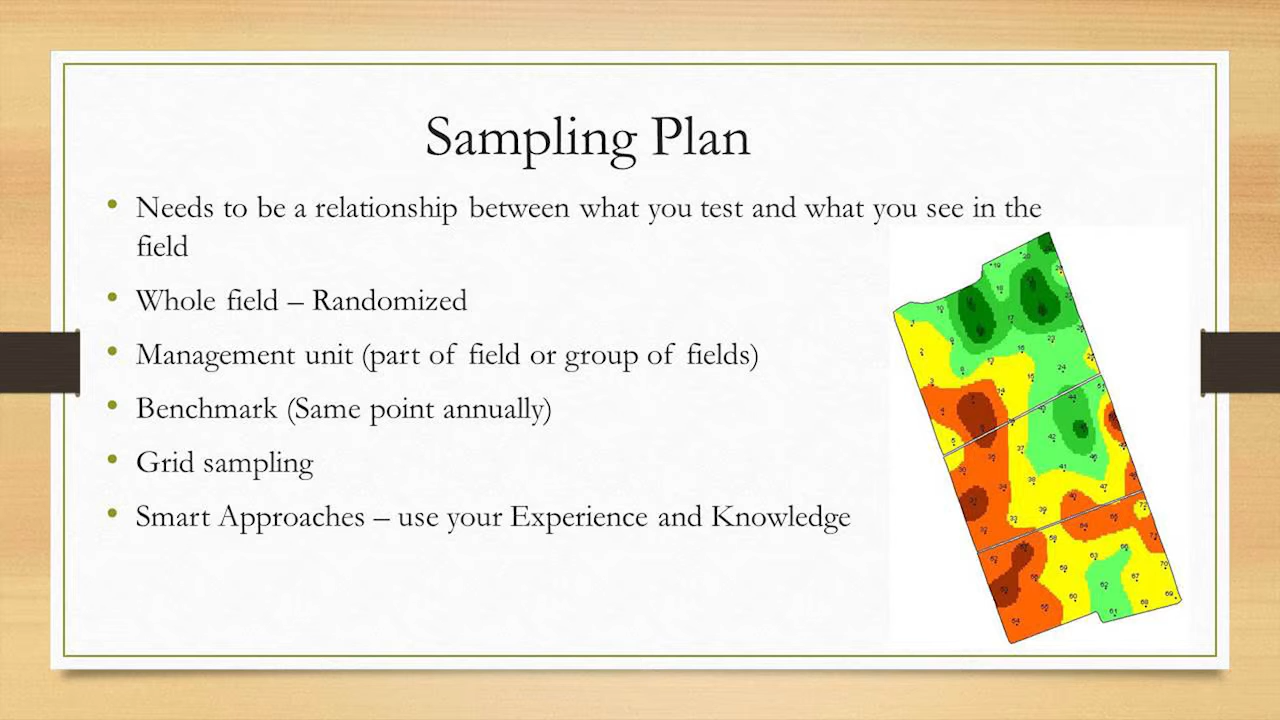 Sampling Plan
• Needs to be a relationship between what you test and what you see in the
field
• Whole field – Randomized
• Management unit (part of field or group of fields)
• Benchmark (Same point annually)
• Grid sampling
• Smart Approaches – use your Experience and Knowledge